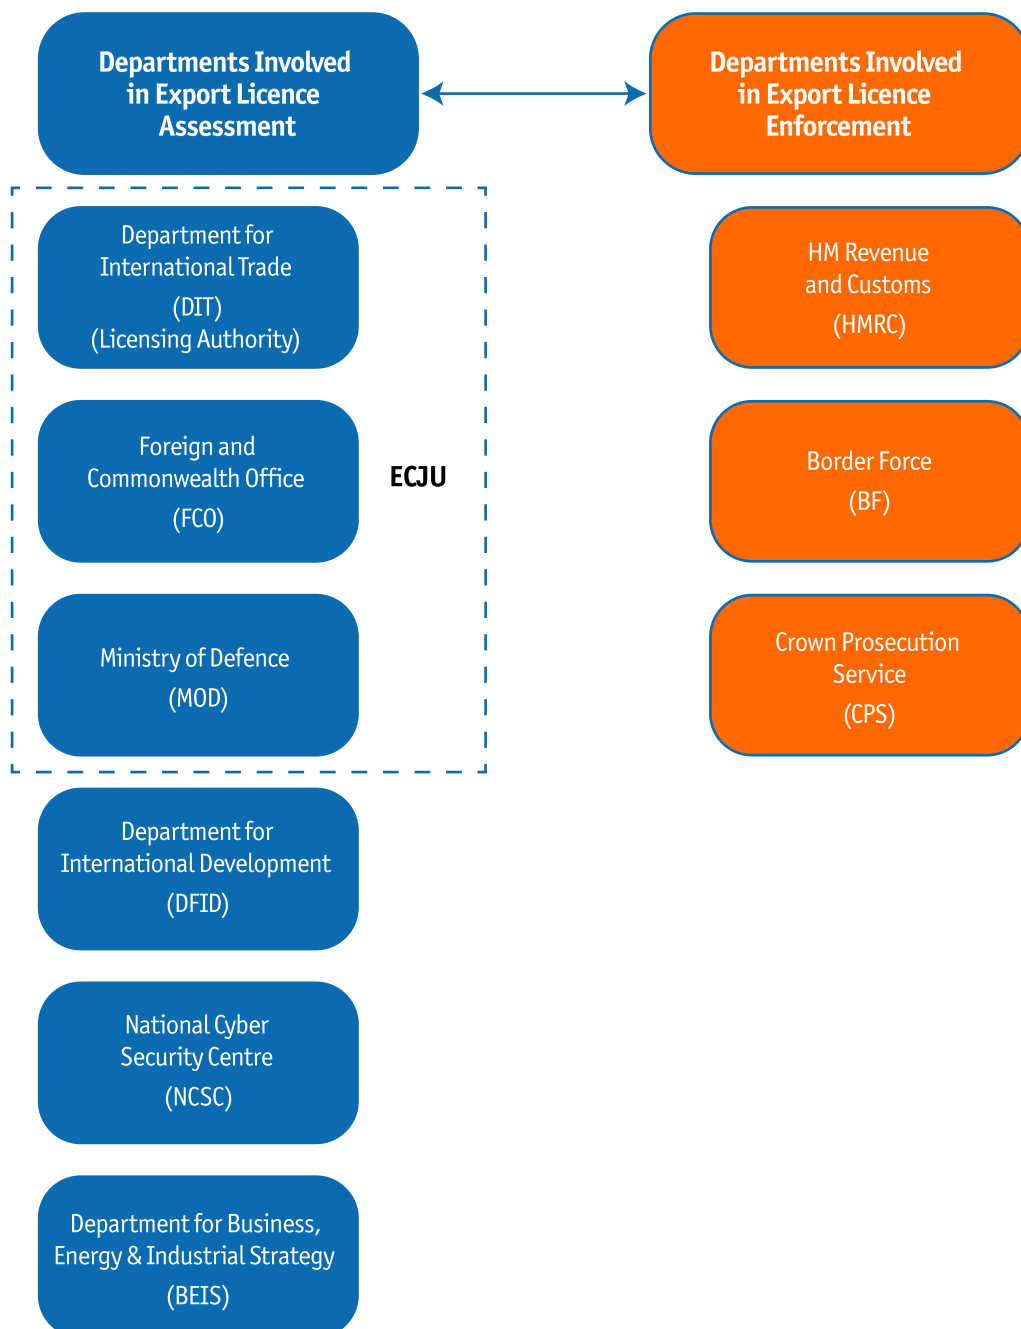 Departments Involved
in Export Licence
Assessment
Departments Involved
in Export Licence
Enforcement
Department for
International Trade
(DIT)
(Licensing Authority)
Foreign and
Commonwealth Office
(FCO)
Ministry of Defence
(MOD)
ECJU
Department for
International Development
(DFID)
National Cyber
Security Centre
(NCSC)
Department for Business,
Energy & Industrial Strategy
(BEIS)
HM Revenue
and Customs
(HMRC)
Border Force
(BF)
Crown Prosecution
Service
(CPS)